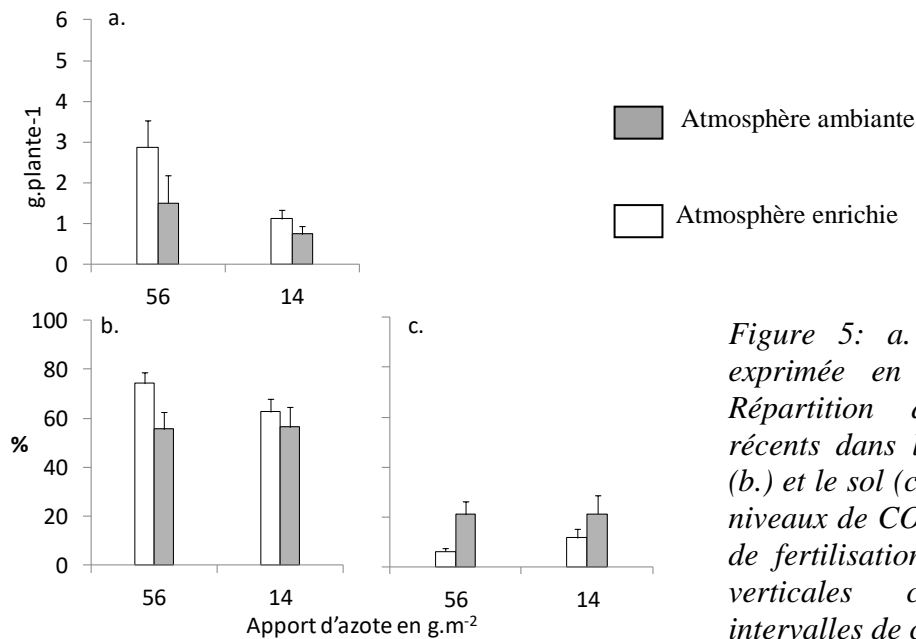 a.
6
5
4
3
2
1
0
g.plante-1
56 14
Atmosphère ambiante
Atmosphère enrichie
b.
100
80
60
40
20
0
%
56 14
c.
56 14
Apport d'azote en g.m-2
Figure 5: a.
exprimée en
Répartition
récents dans
(b.) et le sol
niveaux de
de fertilisation
verticales
intervalles de